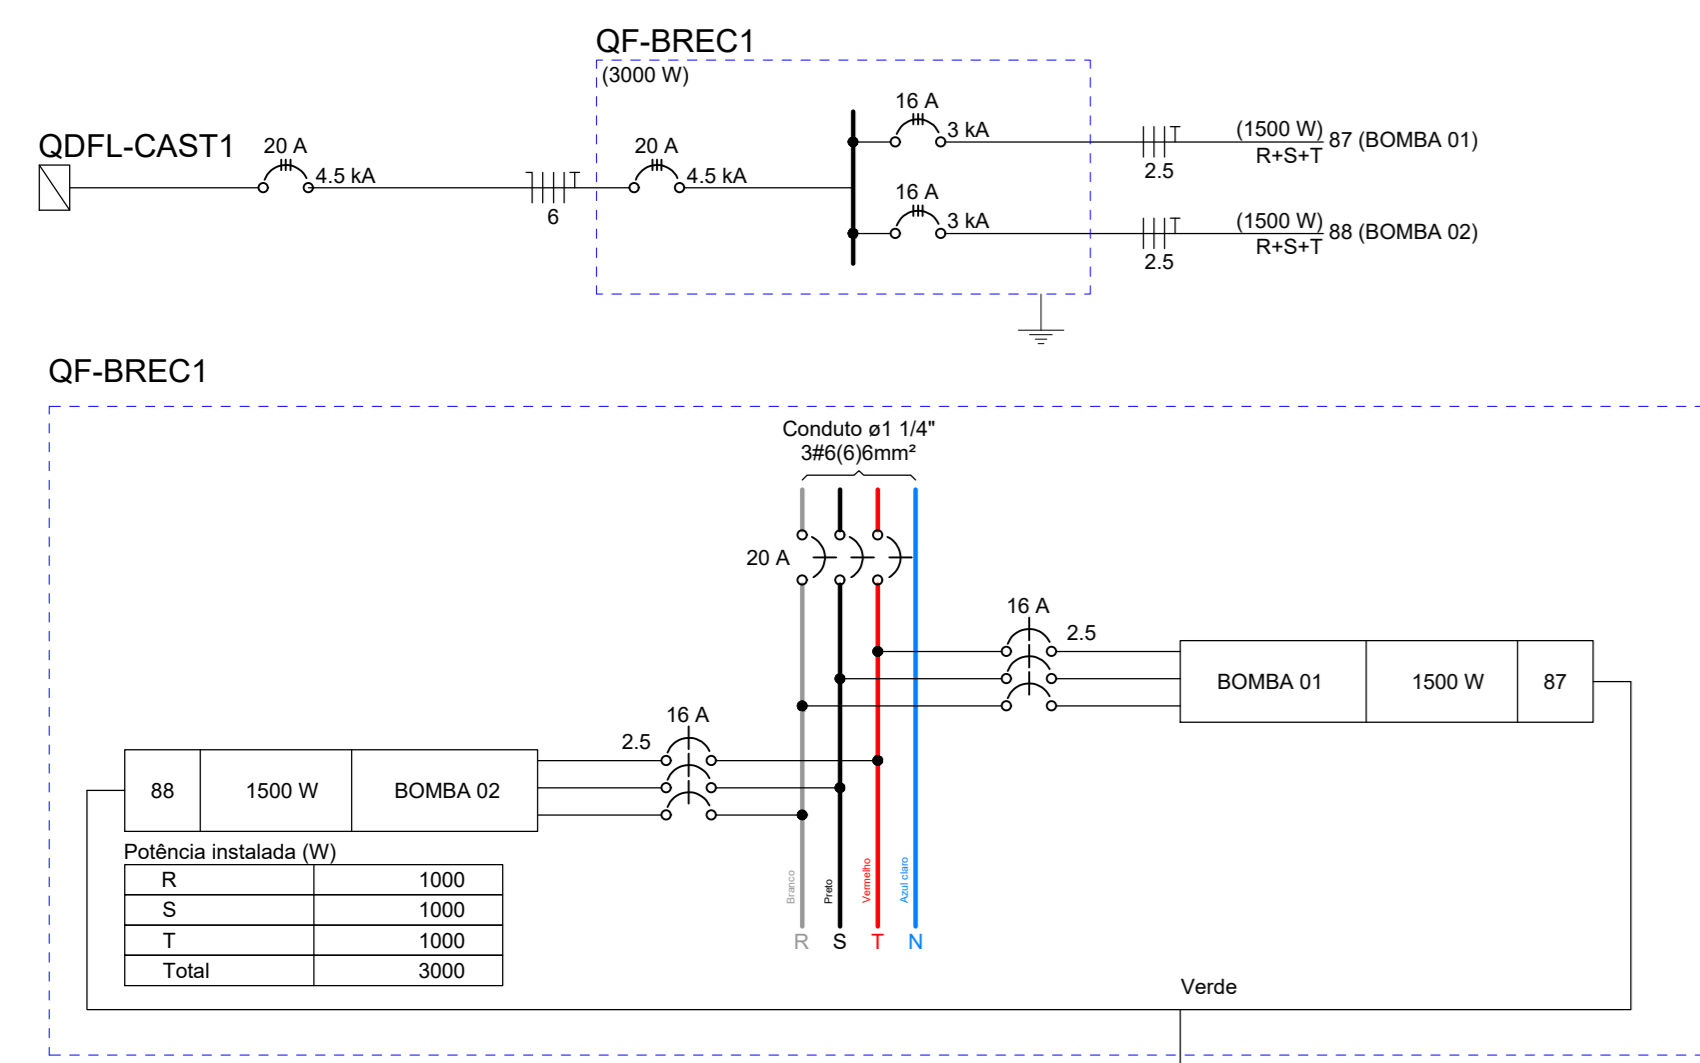 QF-BREC1
(3000 W)
QDFL-CAST1
20 A
4.5 kA
6
20 A
4.5 kA
16 A
3 kA
2.5
(1500 W)
R+S+T
87 (BOMBA 01)
16 A
3 kA
2.5
(1500 W)
R+S+T
88 (BOMBA 02)
QF-BREC1
Conduto ø1 1/4"
3#6(6)6mm²
20 A
16 A
2.5
BOMBA 01 1500 W 87
16 A
2.5
88 1500 W BOMBA 02
Potência instalada (W)
R 1000
S 1000
T 1000
Total 3000
Branco
Preto
Vermelho
Azul claro
R S T N
Verde